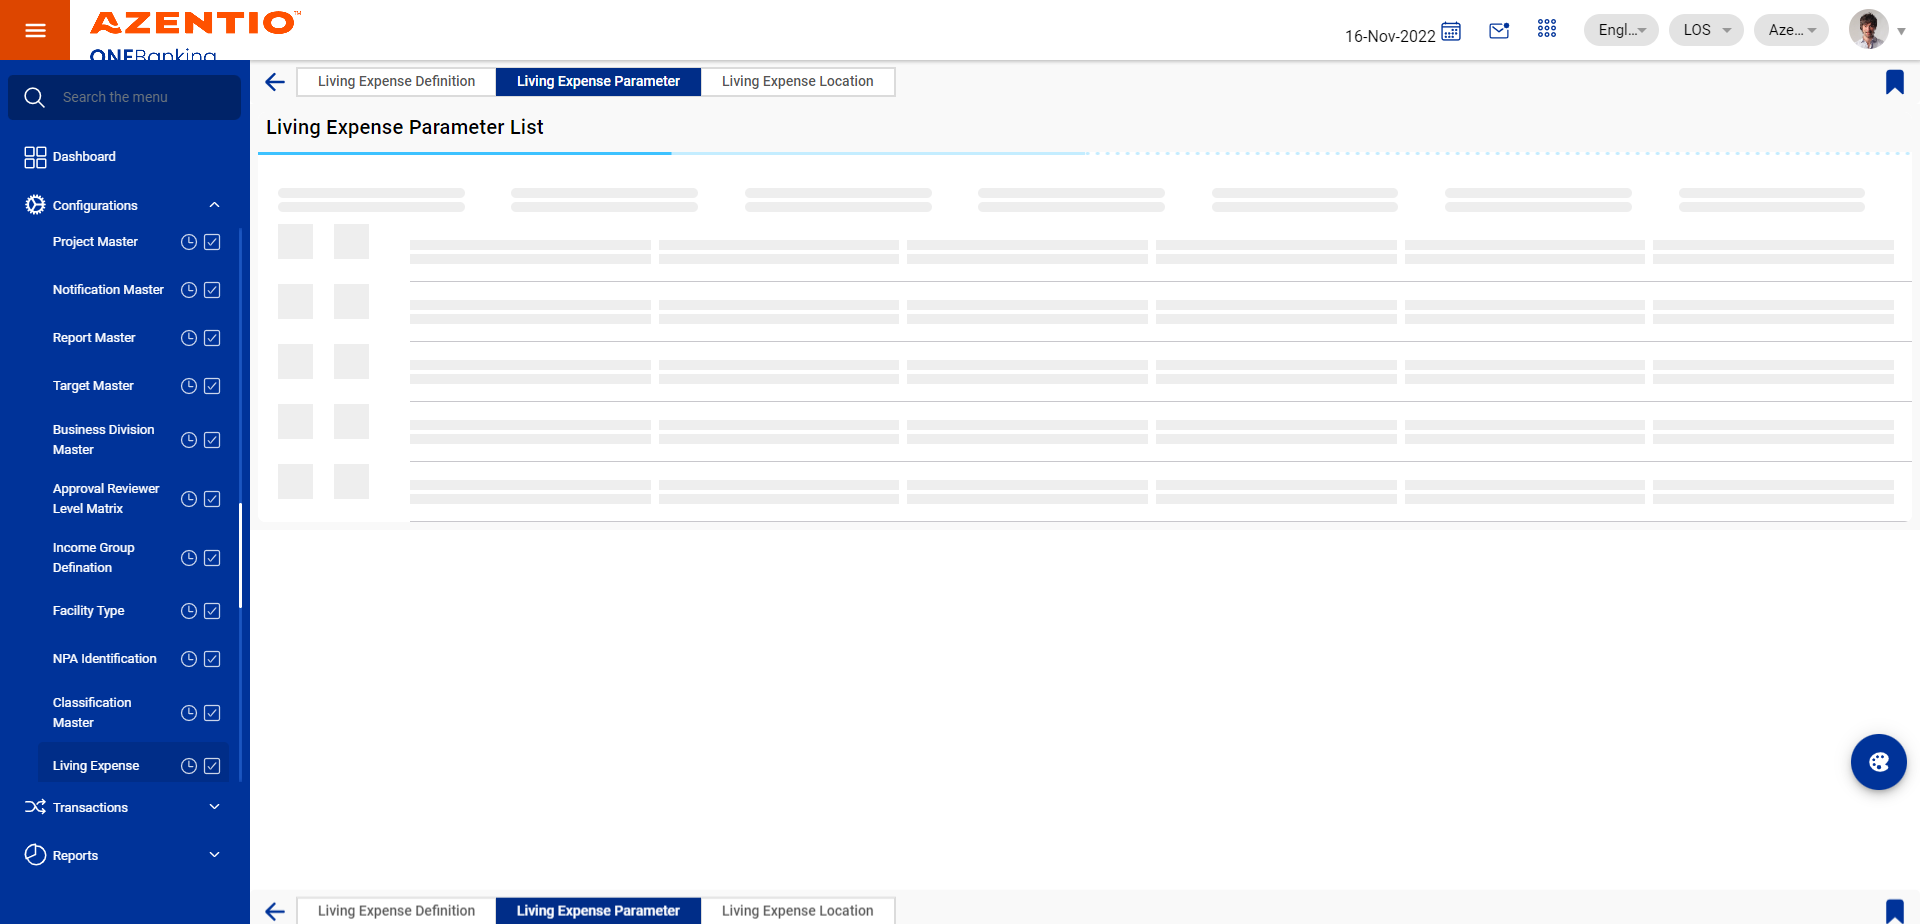 AZENTIO™
ONEBanking
16-Nov-2022
Engl...
LOS
Aze...
Search the menu
Dashboard
Configurations
Project Master
Notification Master
Report Master
Target Master
Business Division
Master
Approval Reviewer
Level Matrix
Income Group
Defination
Facility Type
NPA Identification
Classification
Master
Living Expense
Transactions
Reports
Living Expense Definition
Living Expense Parameter
Living Expense Location
Living Expense Parameter List
Living Expense Definition
Living Expense Parameter
Living Expense Location